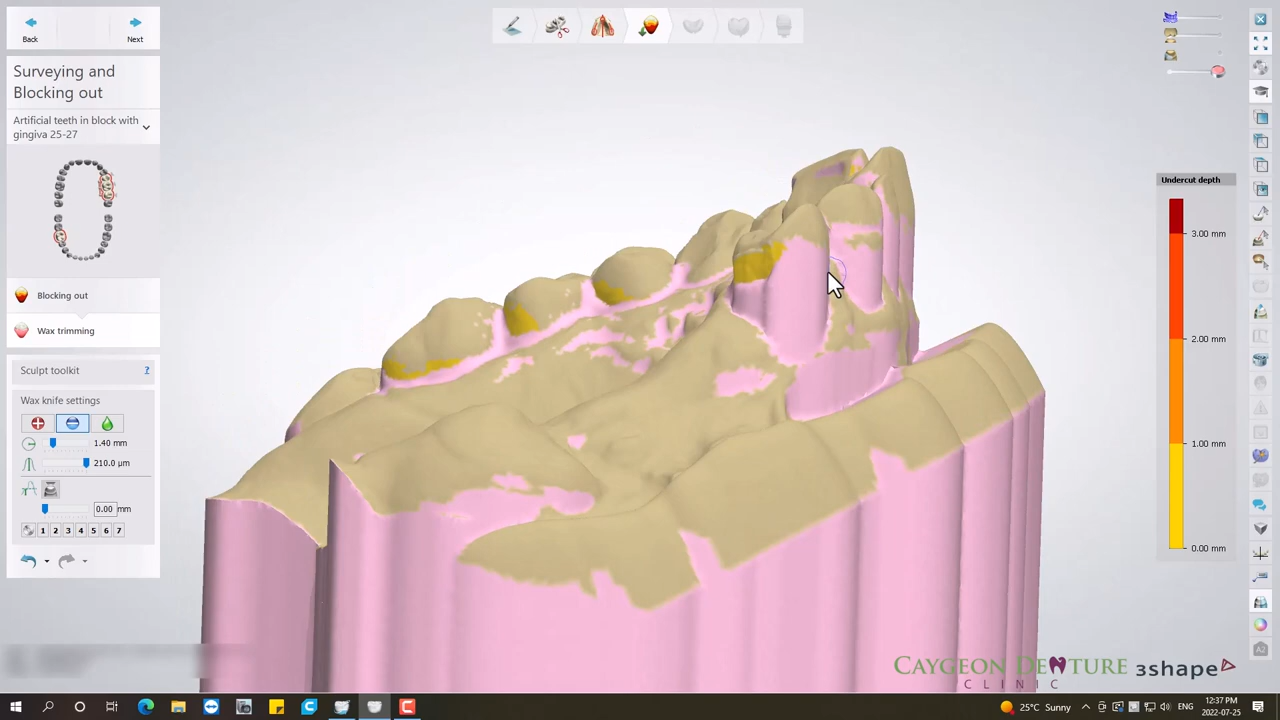 Back
Next
Surveying and
Blocking out
Artificial teeth in block with
gingiva 25-27
Blocking out
Wax trimming
Sculpt toolkit
?
Wax knife settings
1.40 mm
210.0 µm
0.00 mm
1 2 3 4 5 6 7
Undercut depth
3.00 mm
2.00 mm
1.00 mm
0.00 mm
A2
CAYGEON DENTURE
CLINIC
3shape
25°C Sunny
ENG
12:37 PM
2022-07-25